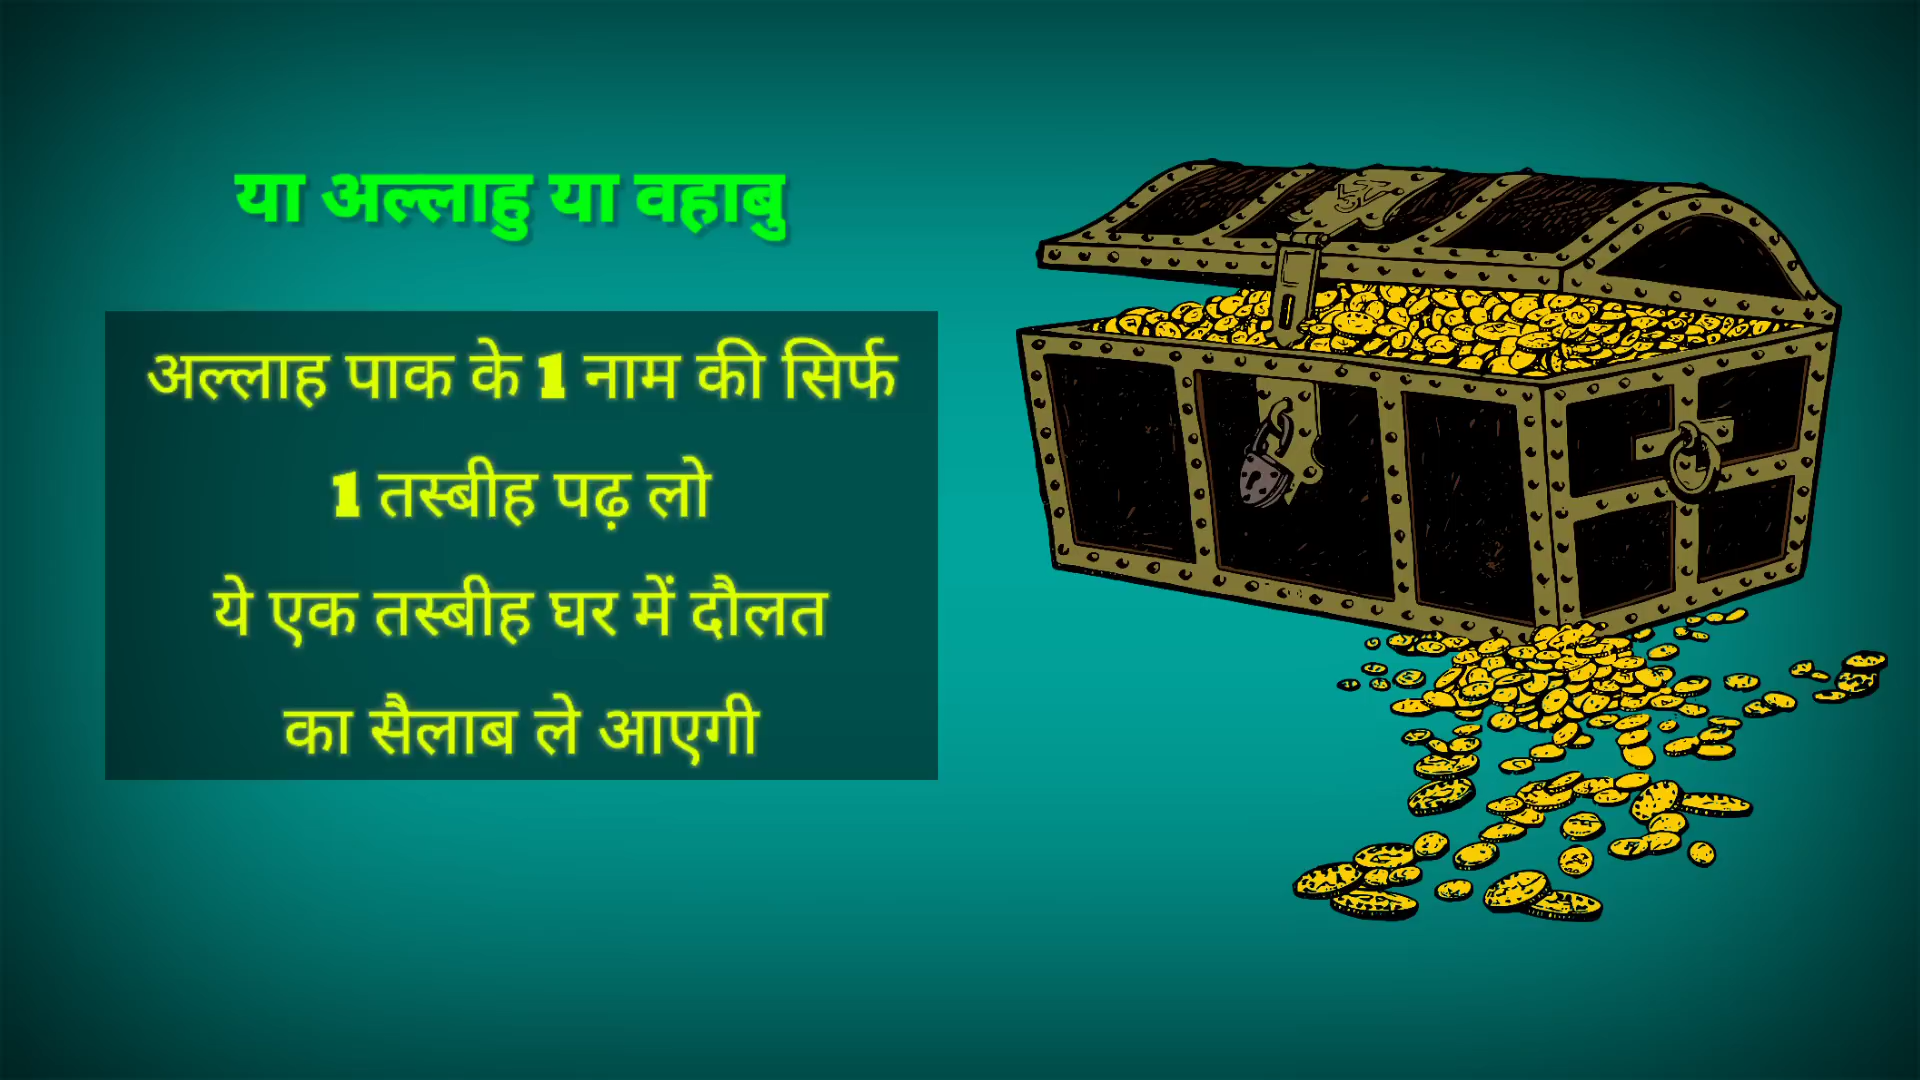 या अल्लाहु या वहाबु
अल्लाह पाक के 1 नाम की सिर्फ
1 तस्बीह पढ़ लो
ये एक तस्बीह घर में दौलत
का सैलाब ले आएगी